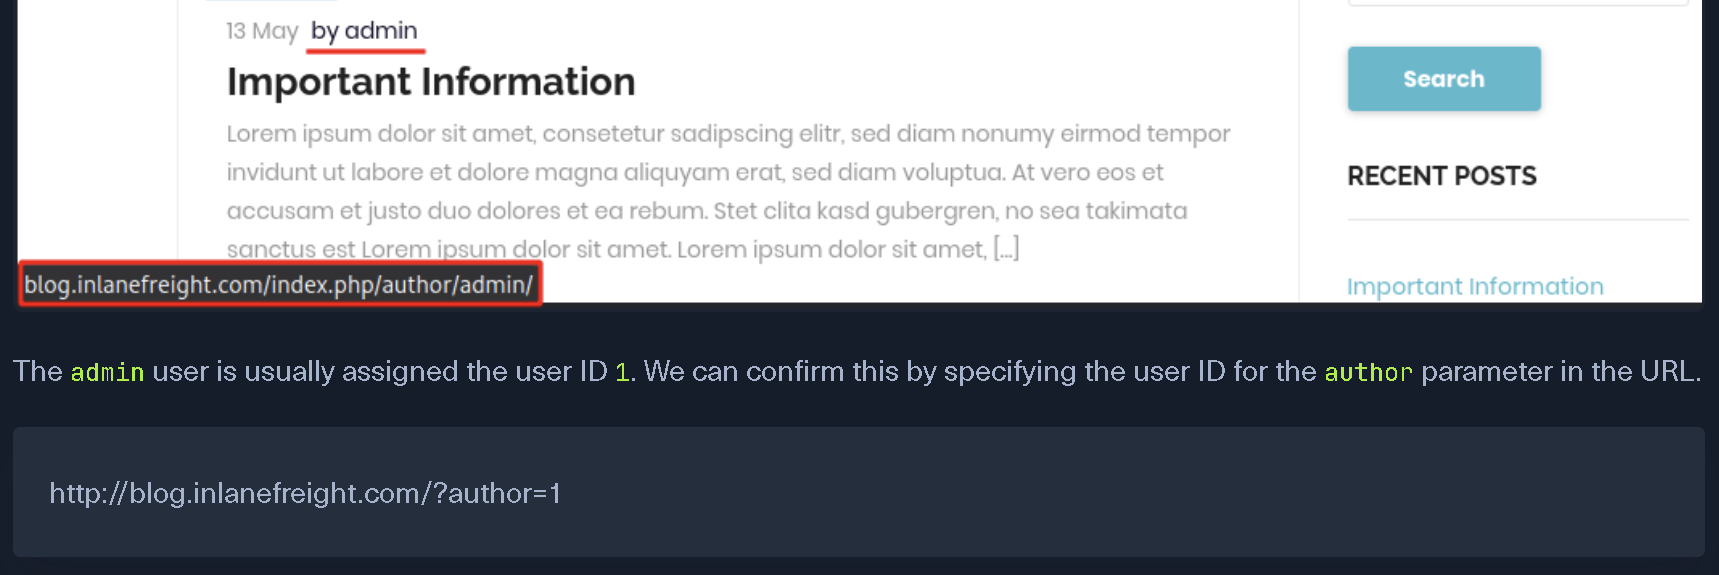 13 May by admin
Important Information
Lorem ipsum dolor sit amet, consetetur sadipscing elitr, sed diam nonumy eirmod tempor
invidunt ut labore et dolore magna aliquyam erat, sed diam voluptua. At vero eos et
accusam et justo duo dolores et ea rebum. Stet clita kasd gubergren, no sea takimata
sanctus est Lorem ipsum dolor sit amet. Lorem ipsum dolor sit amet, [...]
blog.inlanefreight.com/index.php/author/admin/
Search
RECENT POSTS
Important Information
The admin user is usually assigned the user ID 1. We can confirm this by specifying the user ID for the author parameter in the URL.
http://blog.inlanefreight.com/?author=1